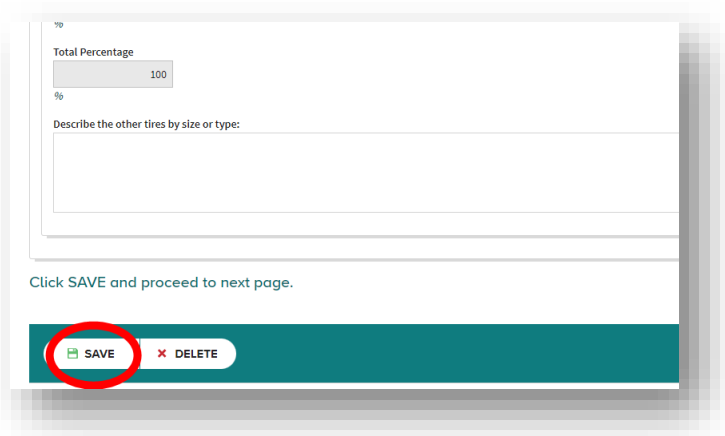 %
Total Percentage
100
%
Describe the other tires by size or type:
Click SAVE and proceed to next page.
SAVE
DELETE